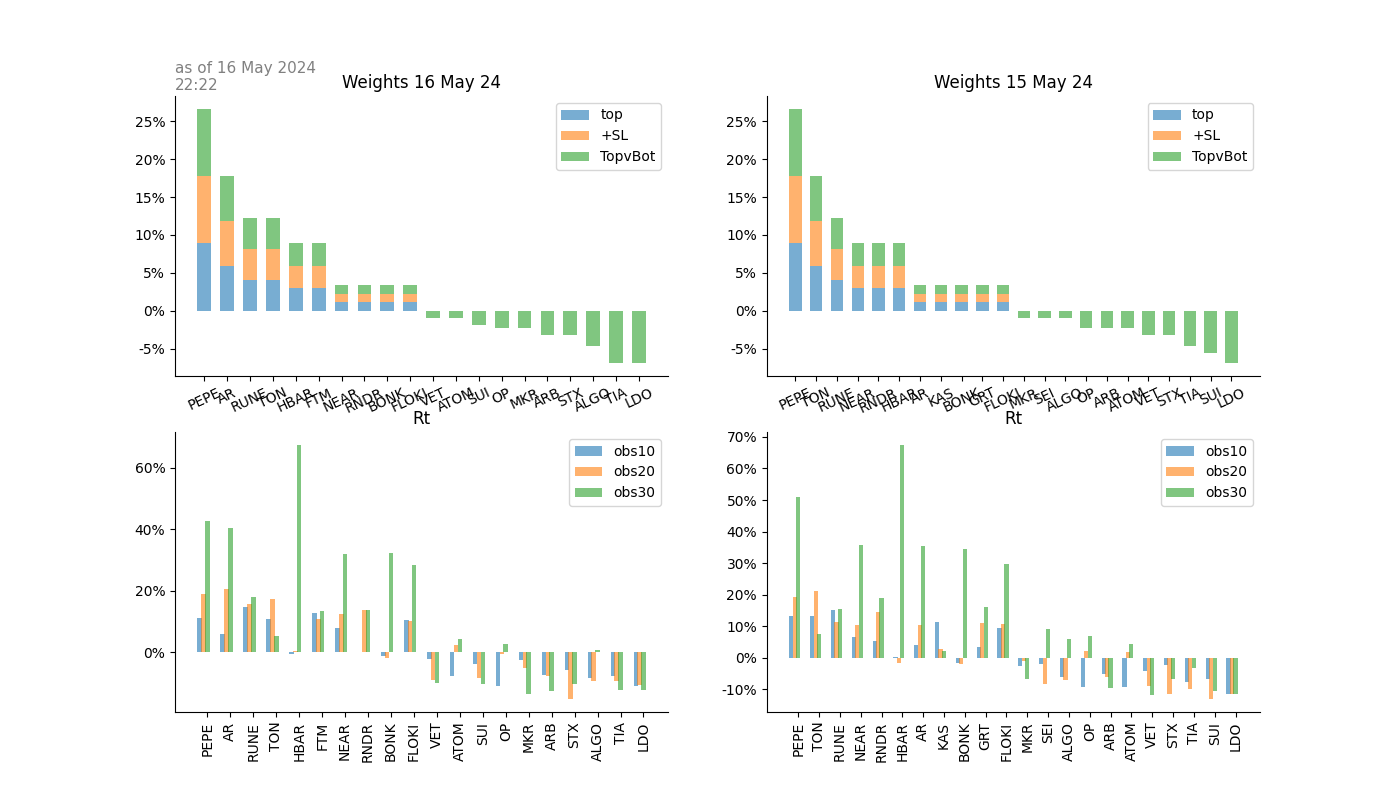 as of 16 May 2024
22:22
Weights 16 May 24
25%
20%
15%
10%
5%
0%
-5%
top
+SL
TopvBot
PEPE AR RUNE TON HBAR FTM NEAR RNDR BONK FLOKI VET ATOM SUI OP MKR ARB STX ALGO TIA LDO
Weights 15 May 24
25%
20%
15%
10%
5%
0%
-5%
top
+SL
TopvBot
PEPE TON RUNE NEAR RNDR HBAR AR KAS BONK GRT FLOKI MKR SEI ALGO OP ARB ATOM VET STX TIA SUI LDO
Rt
60%
40%
20%
0%
obs10
obs20
obs30
PEPE AR RUNE TON HBAR FTM NEAR RNDR BONK FLOKI VET ATOM SUI OP MKR ARB STX ALGO TIA LDO
Rt
70%
60%
50%
40%
30%
20%
10%
0%
-10%
obs10
obs20
obs30
PEPE TON RUNE NEAR RNDR HBAR AR KAS BONK GRT FLOKI MKR SEI ALGO OP ARB ATOM VET STX TIA SUI LDO